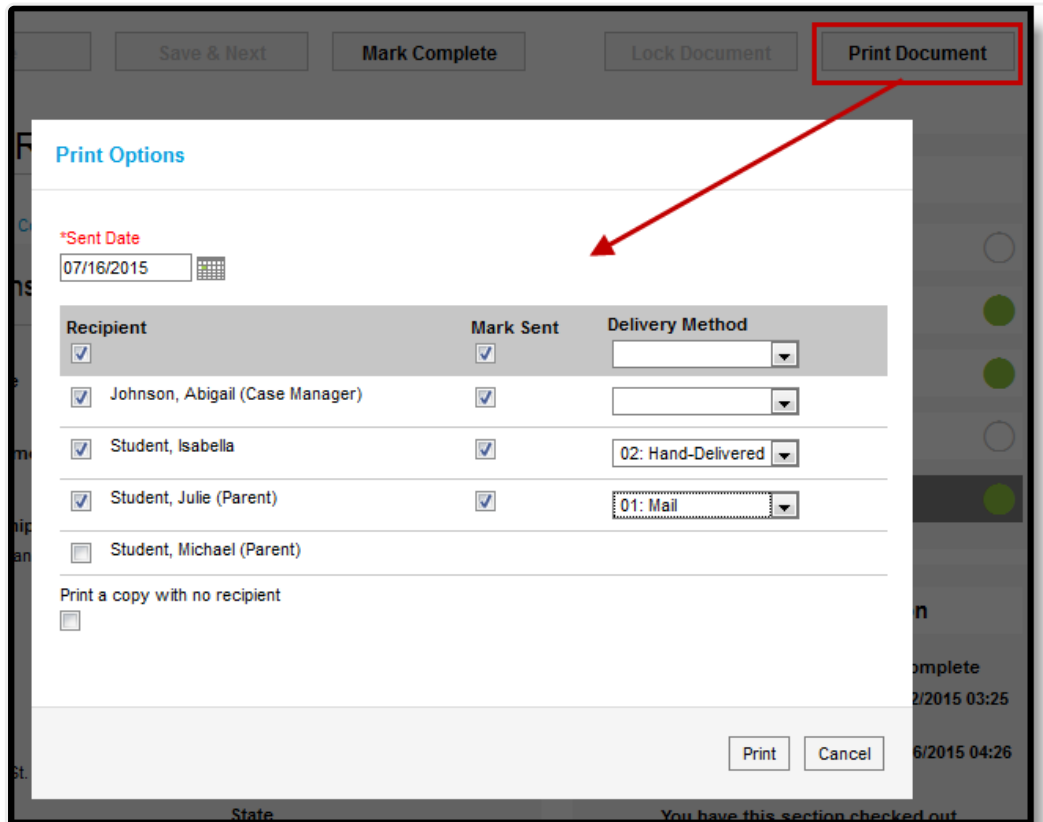 Save & Next
Mark Complete
Lock Document
Print Document
Print Options
*Sent Date
07/16/2015
Recipient
Mark Sent
Delivery Method
Johnson, Abigail (Case Manager)
Student, Isabella
02: Hand-Delivered
Student, Julie (Parent)
01: Mail
Student, Michael (Parent)
Print a copy with no recipient
Print
Cancel
2/2015 03:25
6/2015 04:26
St.
State
You have this section checked out